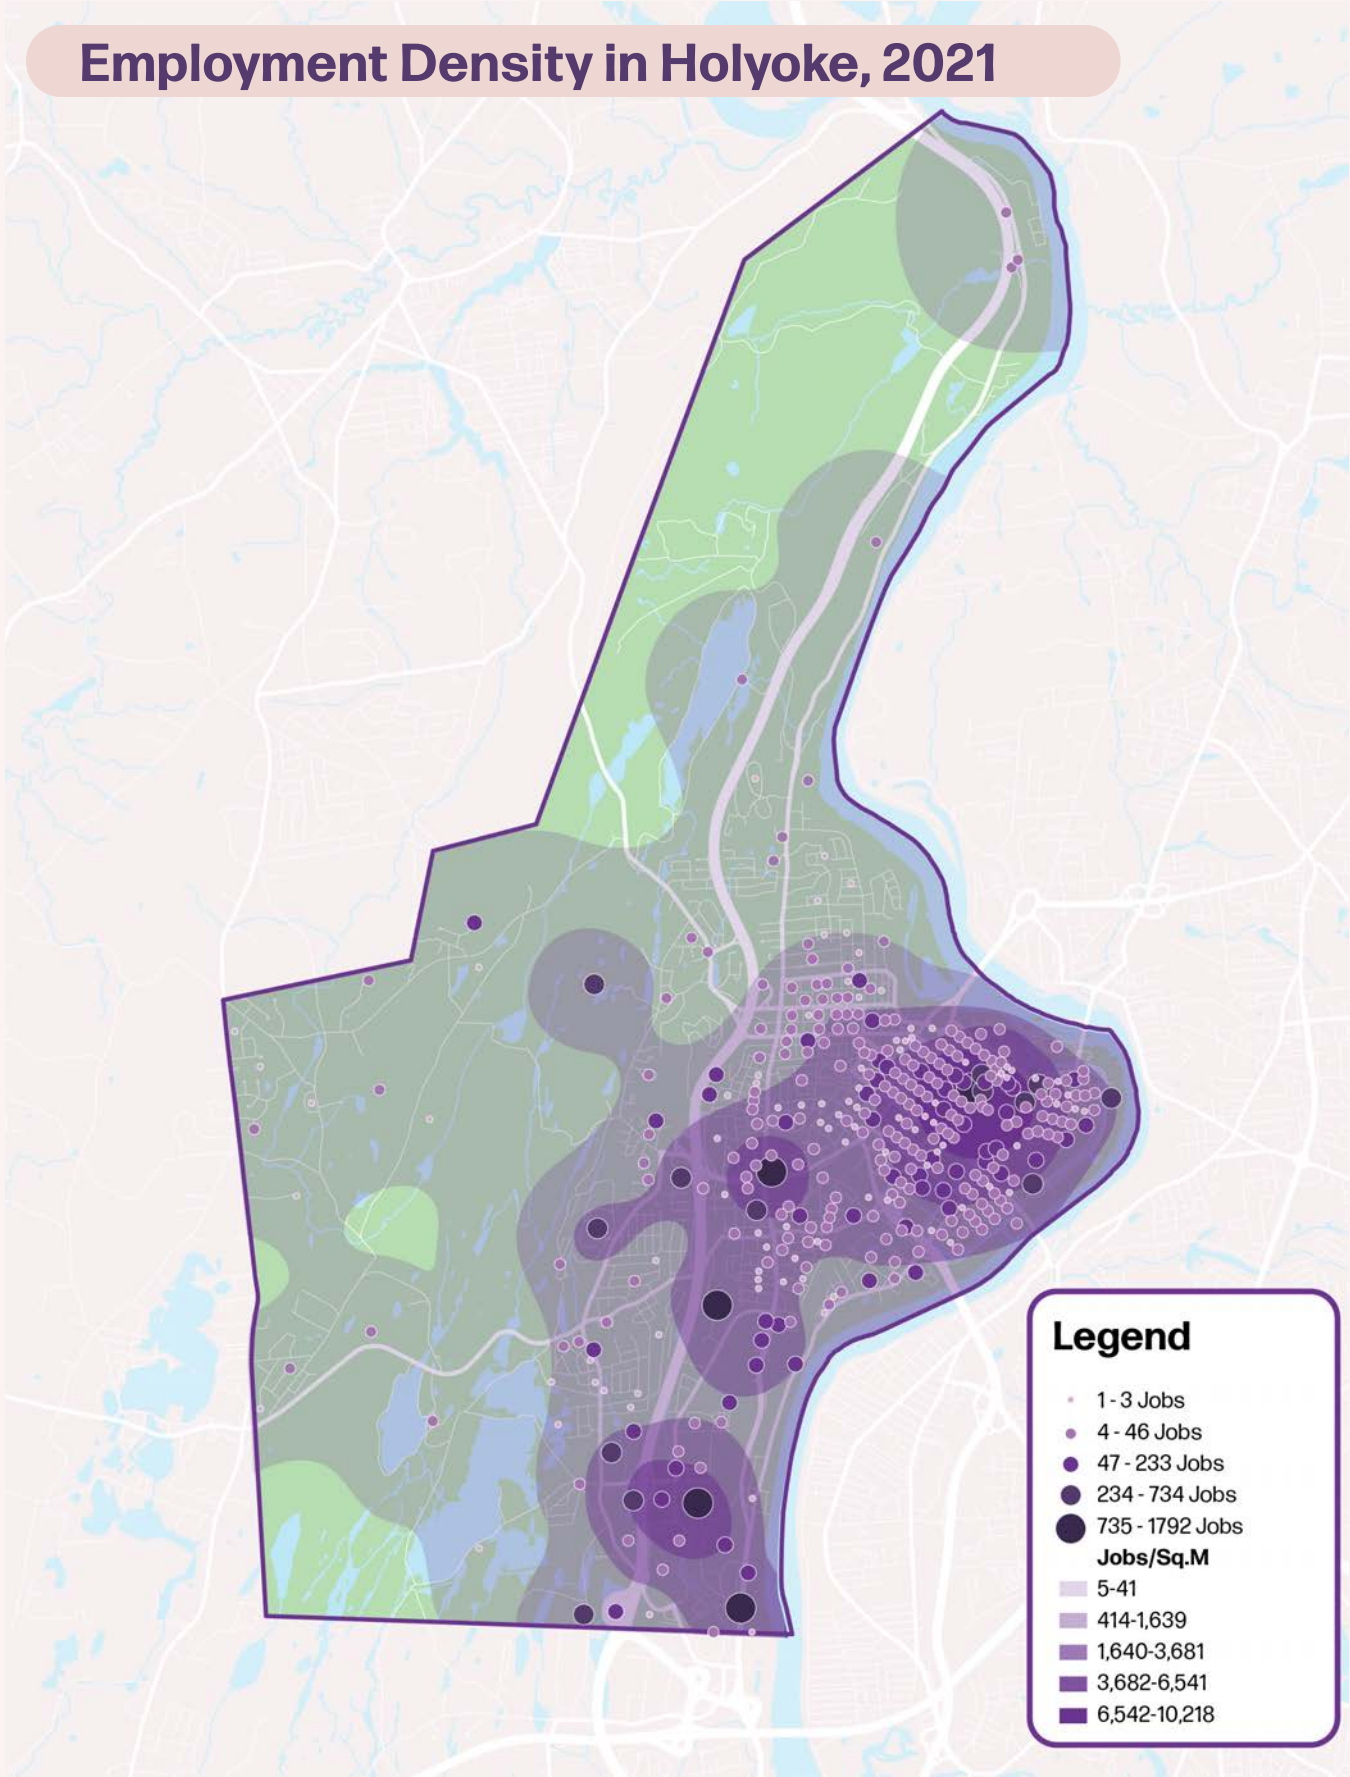 Employment Density in Holyoke, 2021
Legend
1 - 3 Jobs
4 - 46 Jobs
47 - 233 Jobs
234 - 734 Jobs
735 - 1792 Jobs
Jobs/Sq.M
5-41
414-1,639
1,640-3,681
3,682-6,541
6,542-10,218